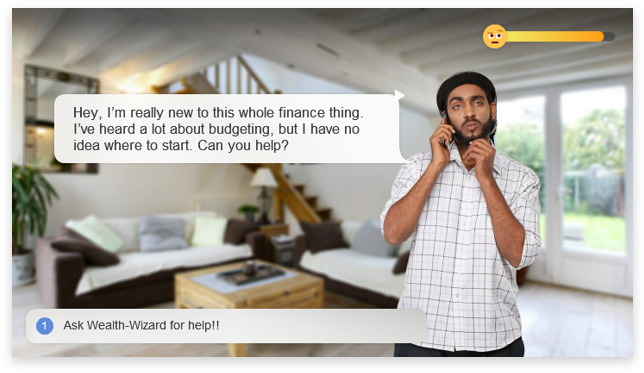 Hey, I'm really new to this whole finance thing.
I've heard a lot about budgeting, but I have no
idea where to start. Can you help?
1 Ask Wealth-Wizard for help!!